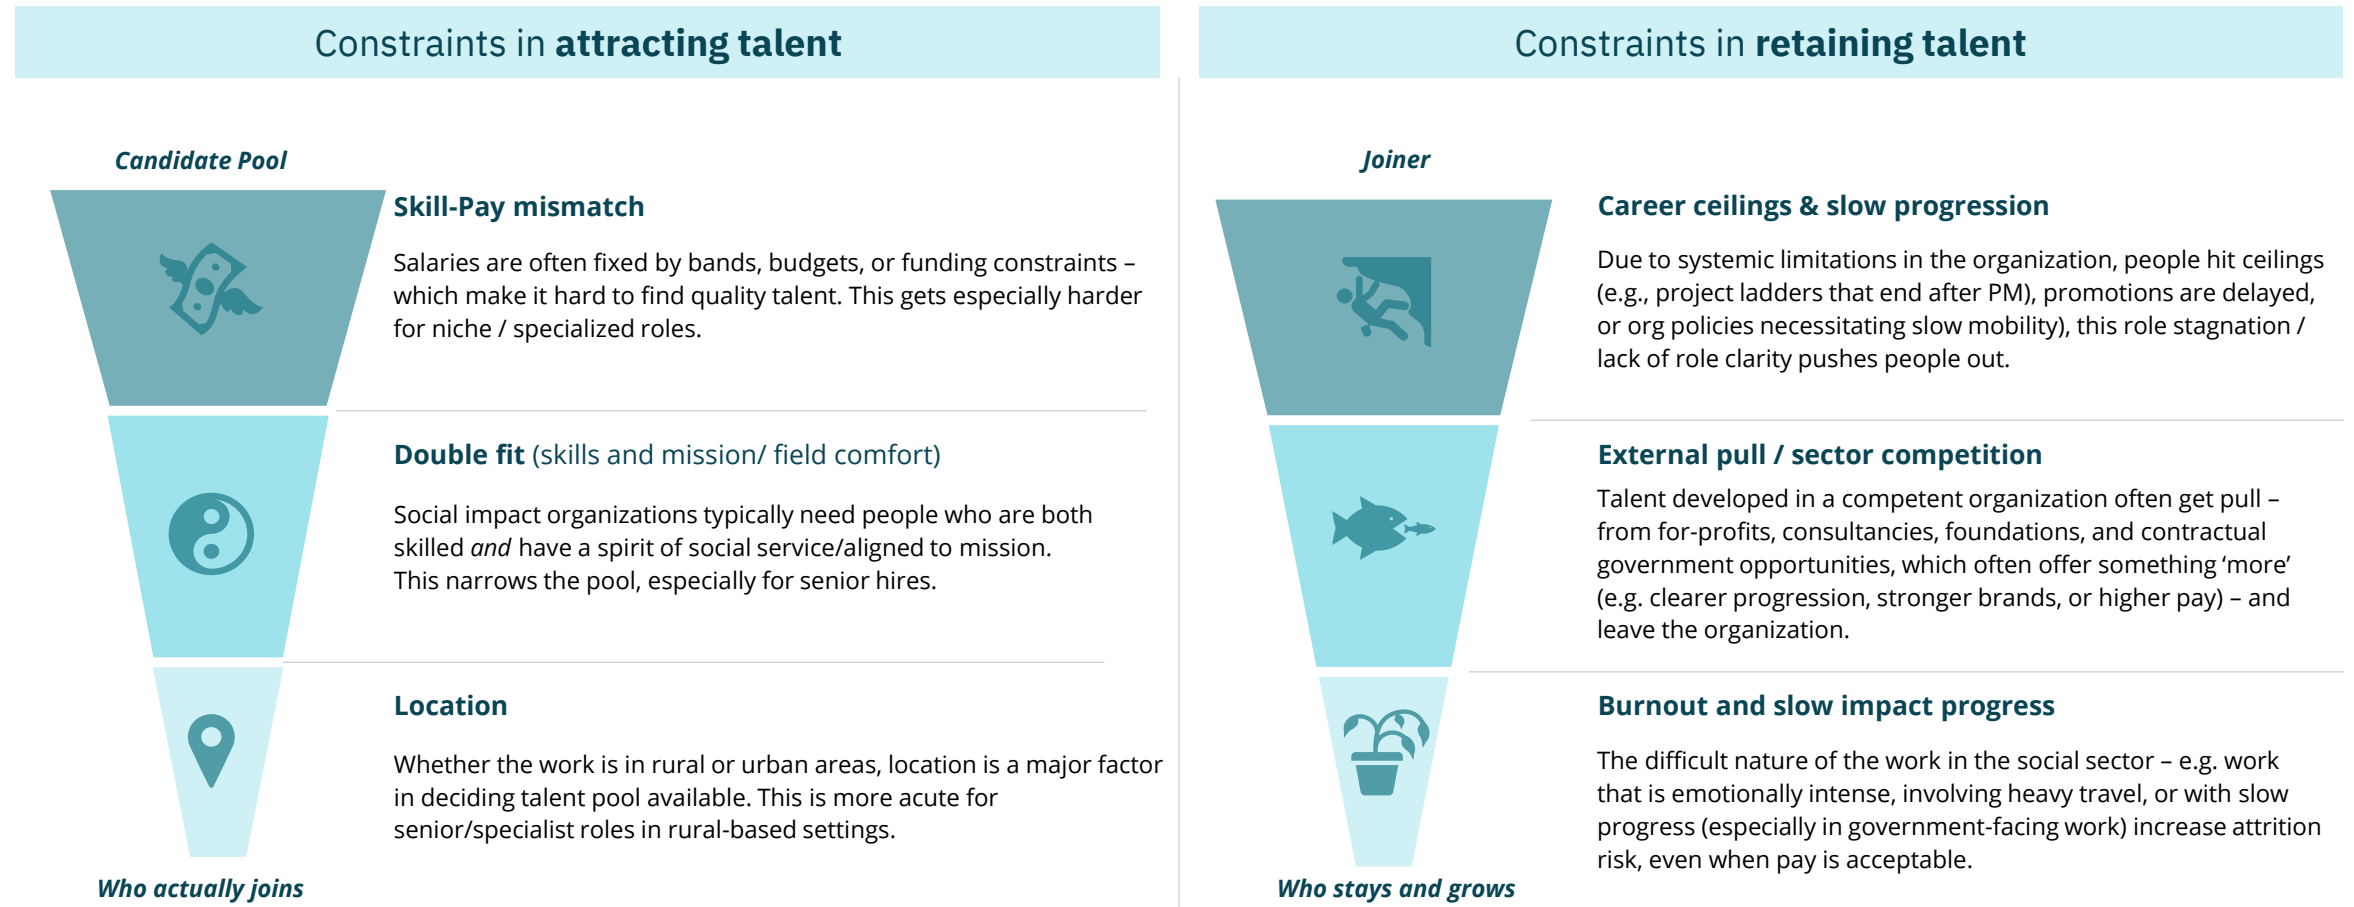 Constraints in attracting talent
Candidate Pool
Skill-Pay mismatch
Salaries are often fixed by bands, budgets, or funding constraints –
which make it hard to find quality talent. This gets especially harder
for niche / specialized roles.
Double fit (skills and mission/ field comfort)
Social impact organizations typically need people who are both
skilled and have a spirit of social service/aligned to mission.
This narrows the pool, especially for senior hires.
Location
Whether the work is in rural or urban areas, location is a major factor
in deciding talent pool available. This is more acute for
senior/specialist roles in rural-based settings.
Who actually joins
Constraints in retaining talent
Joiner
Career ceilings & slow progression
Due to systemic limitations in the organization, people hit ceilings
(e.g., project ladders that end after PM), promotions are delayed,
or org policies necessitating slow mobility), this role stagnation /
lack of role clarity pushes people out.
External pull / sector competition
Talent developed in a competent organization often get pull –
from for-profits, consultancies, foundations, and contractual
government opportunities, which often offer something ‘more’
(e.g. clearer progression, stronger brands, or higher pay) – and
leave the organization.
Burnout and slow impact progress
The difficult nature of the work in the social sector – e.g. work
that is emotionally intense, involving heavy travel, or with slow
progress (especially in government-facing work) increase attrition
risk, even when pay is acceptable.
Who stays and grows